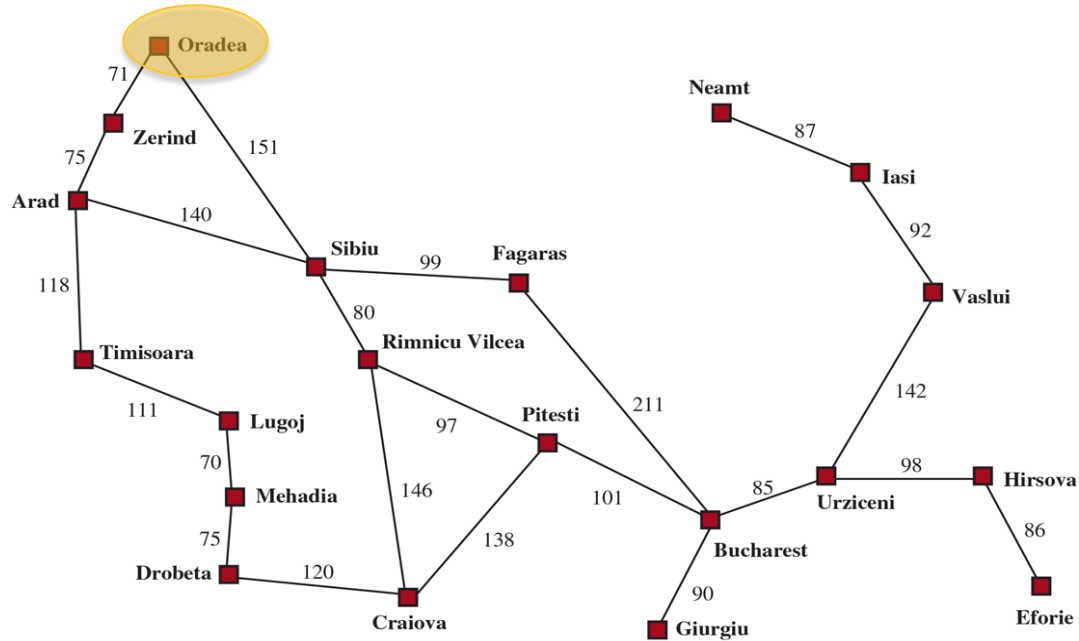 Oradea
71
Neamt
87
Zerind
151
75
Iasi
Arad
140
92
Sibiu
99
Fagaras
118
80
Vaslui
Timisoara
Rimnicu Vilcea
111
211
142
Lugoj
97
Pitesti
70
Mehadia
146
101
85
98
Urziceni
Hirsova
75
138
Bucharest
86
Drobeta
120
90
Craiova
Giurgiu
Eforie